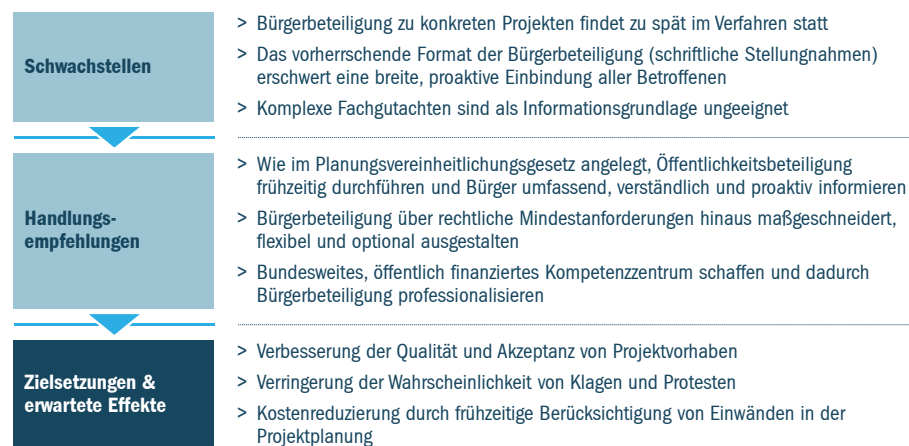 Schwachstellen
> Bürgerbeteiligung zu konkreten Projekten findet zu spät im Verfahren statt
> Das vorherrschende Format der Bürgerbeteiligung (schriftliche Stellungnahmen)
erschwert eine breite, proaktive Einbindung aller Betroffenen
> Komplexe Fachgutachten sind als Informationsgrundlage ungeeignet
Handlungs-
empfehlungen
> Wie im Planungsvereinheitlichungsgesetz angelegt, Öffentlichkeitsbeteiligung
frühzeitig durchführen und Bürger umfassend, verständlich und proaktiv informieren
> Bürgerbeteiligung über rechtliche Mindestanforderungen hinaus maßgeschneidert,
flexibel und optional ausgestalten
> Bundesweites, öffentlich finanziertes Kompetenzzentrum schaffen und dadurch
Bürgerbeteiligung professionalisieren
Zielsetzungen &
erwartete Effekte
> Verbesserung der Qualität und Akzeptanz von Projektvorhaben
> Verringerung der Wahrscheinlichkeit von Klagen und Protesten
> Kostenreduzierung durch frühzeitige Berücksichtigung von Einwänden in der
Projektplanung